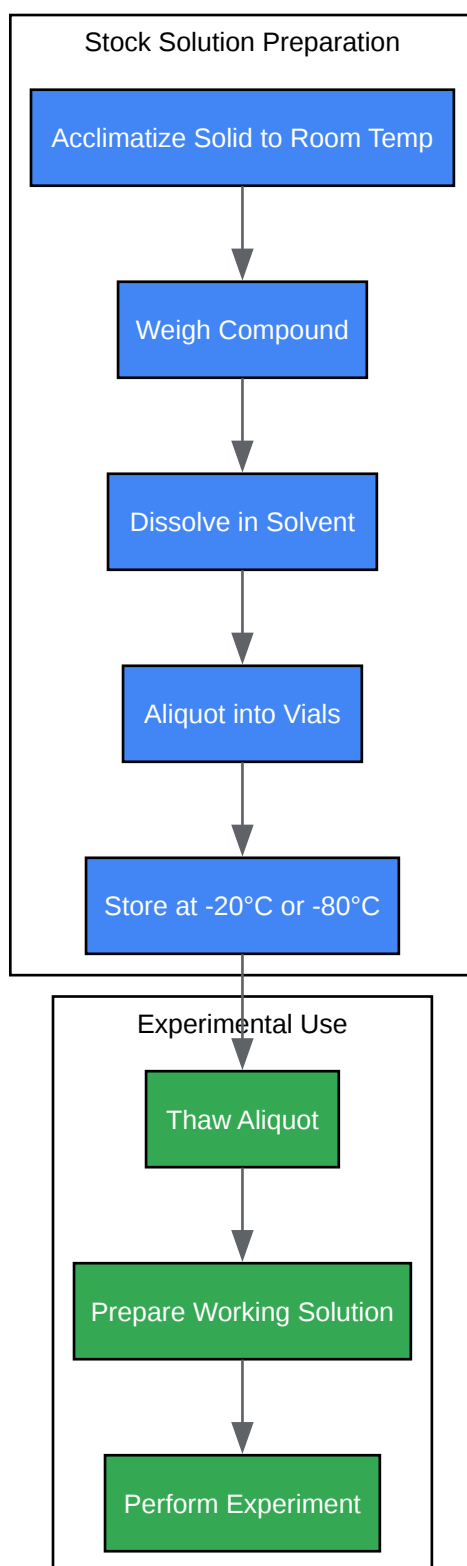 Stock Solution Preparation
Acclimatize Solid to Room Temp
Weigh Compound
Dissolve in Solvent
Aliquot into Vials
Store at -20°C or -80°C
Experimental Use
Thaw Aliquot
Prepare Working Solution
Perform Experiment